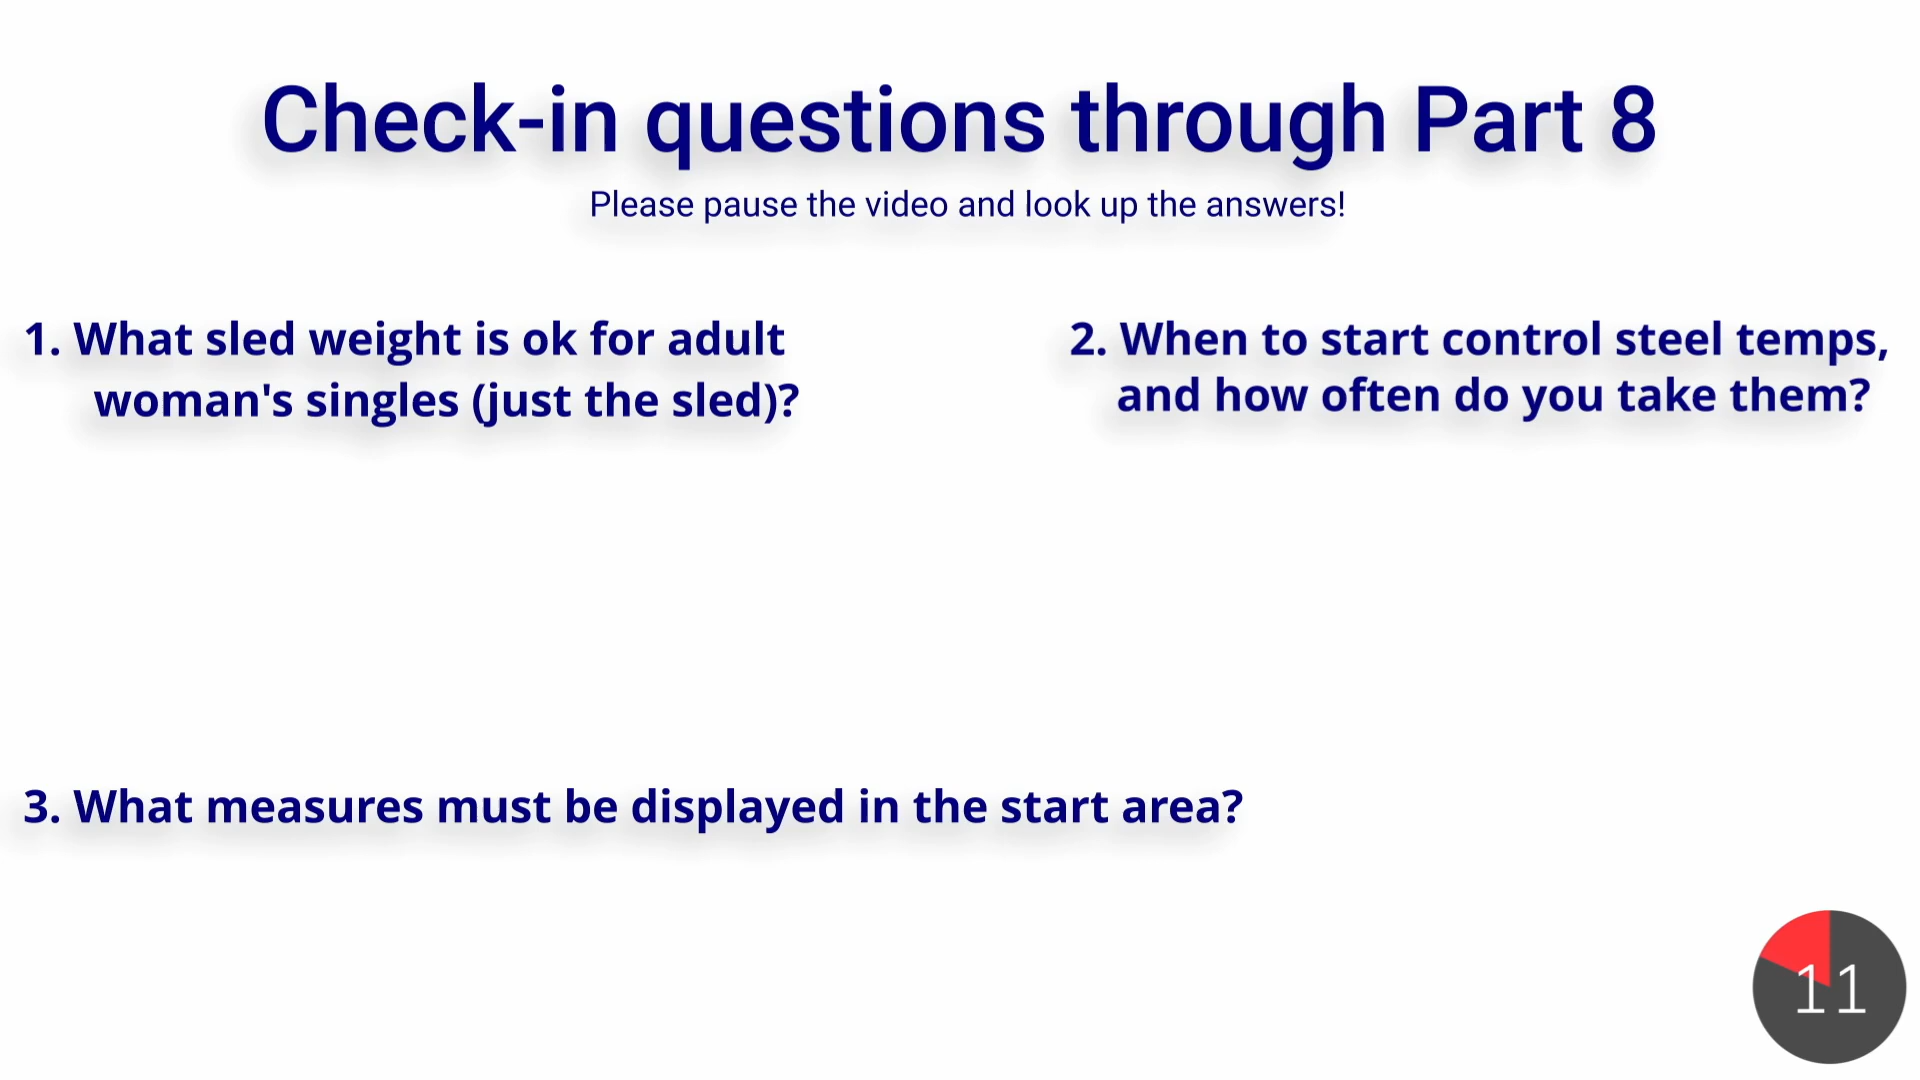 Check-in questions through Part 8
Please pause the video and look up the answers!
1. What sled weight is ok for adult
woman's singles (just the sled)?
2. When to start control steel temps,
and how often do you take them?
3. What measures must be displayed in the start area?
11